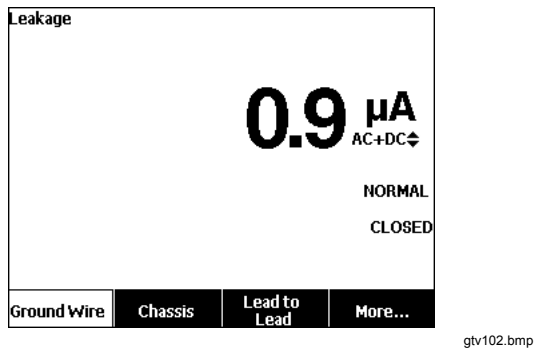 Leakage
0.9 µA
AC+DC
NORMAL
CLOSED
Ground Wire
Chassis
Lead to
Lead
More...
gtv102.bmp